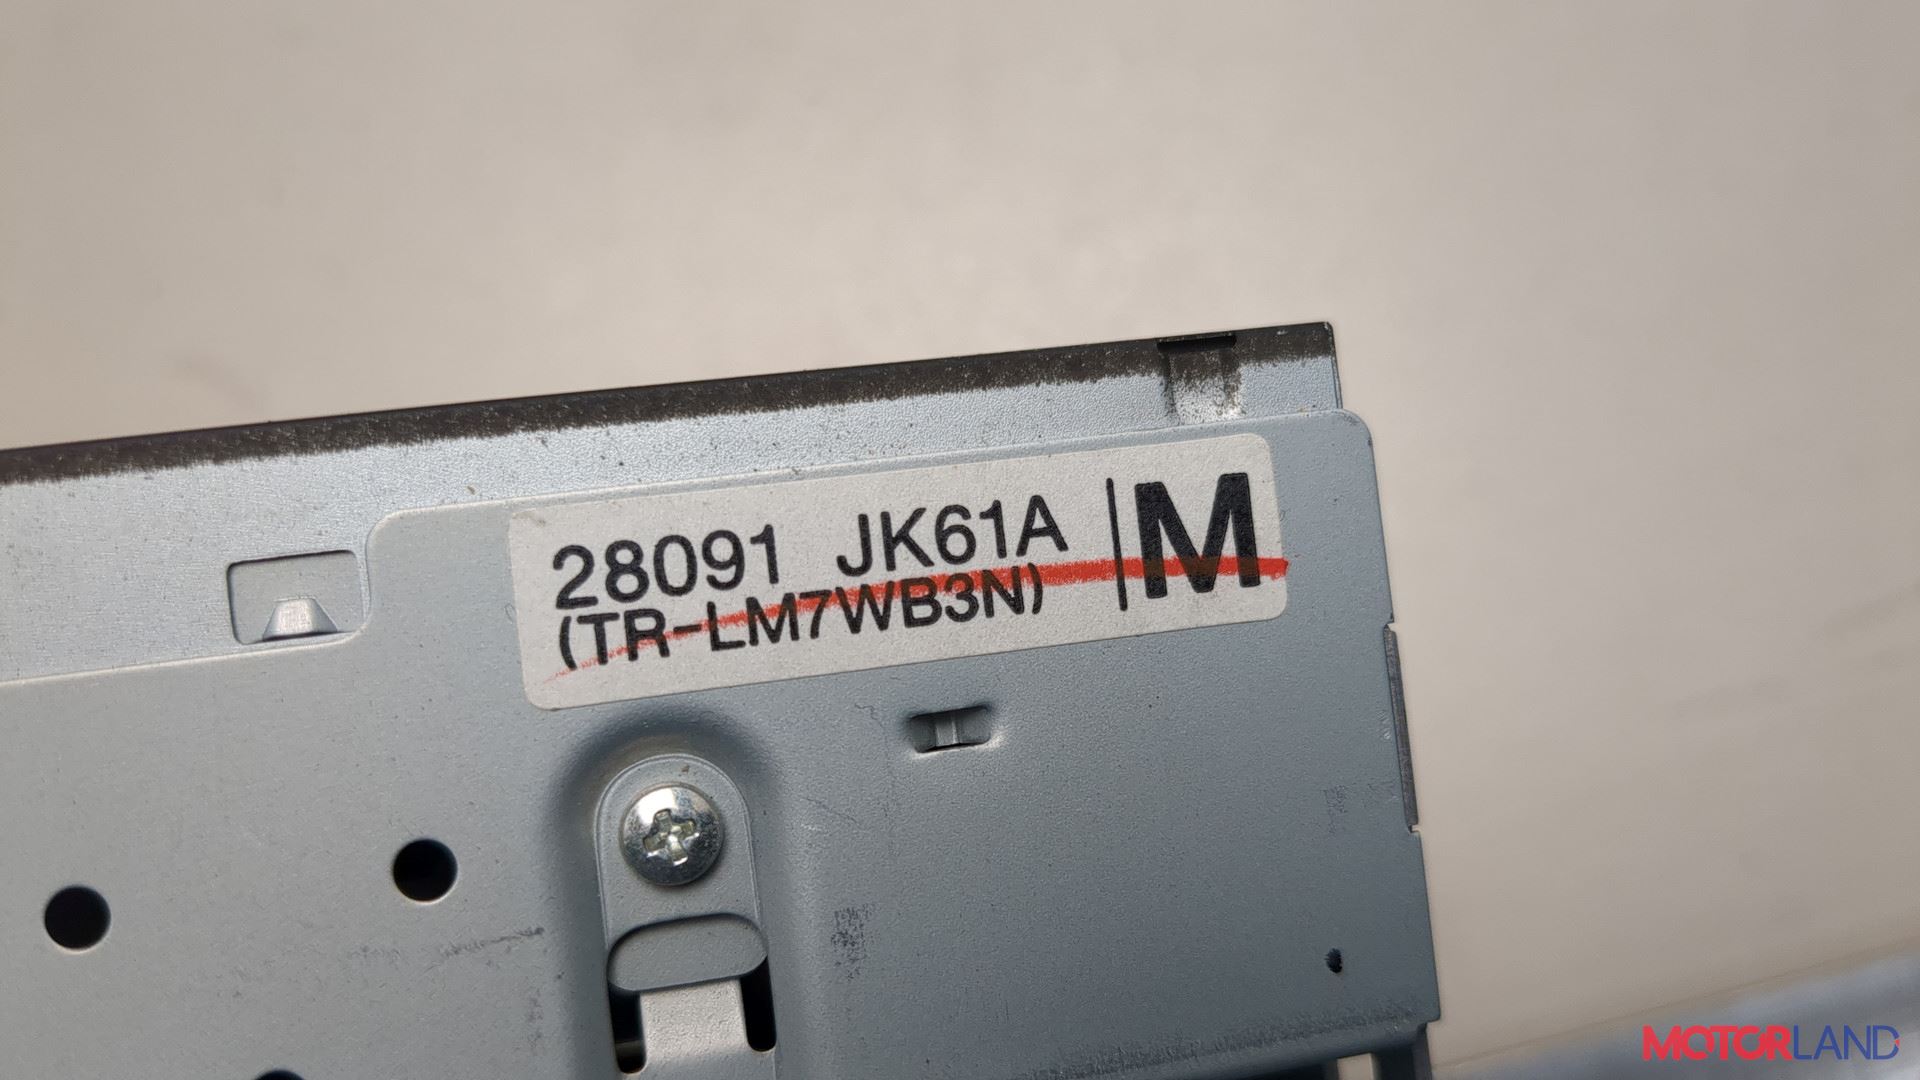 28091 JK61A M
(TR-LM7WB3N)
MOTORLAND